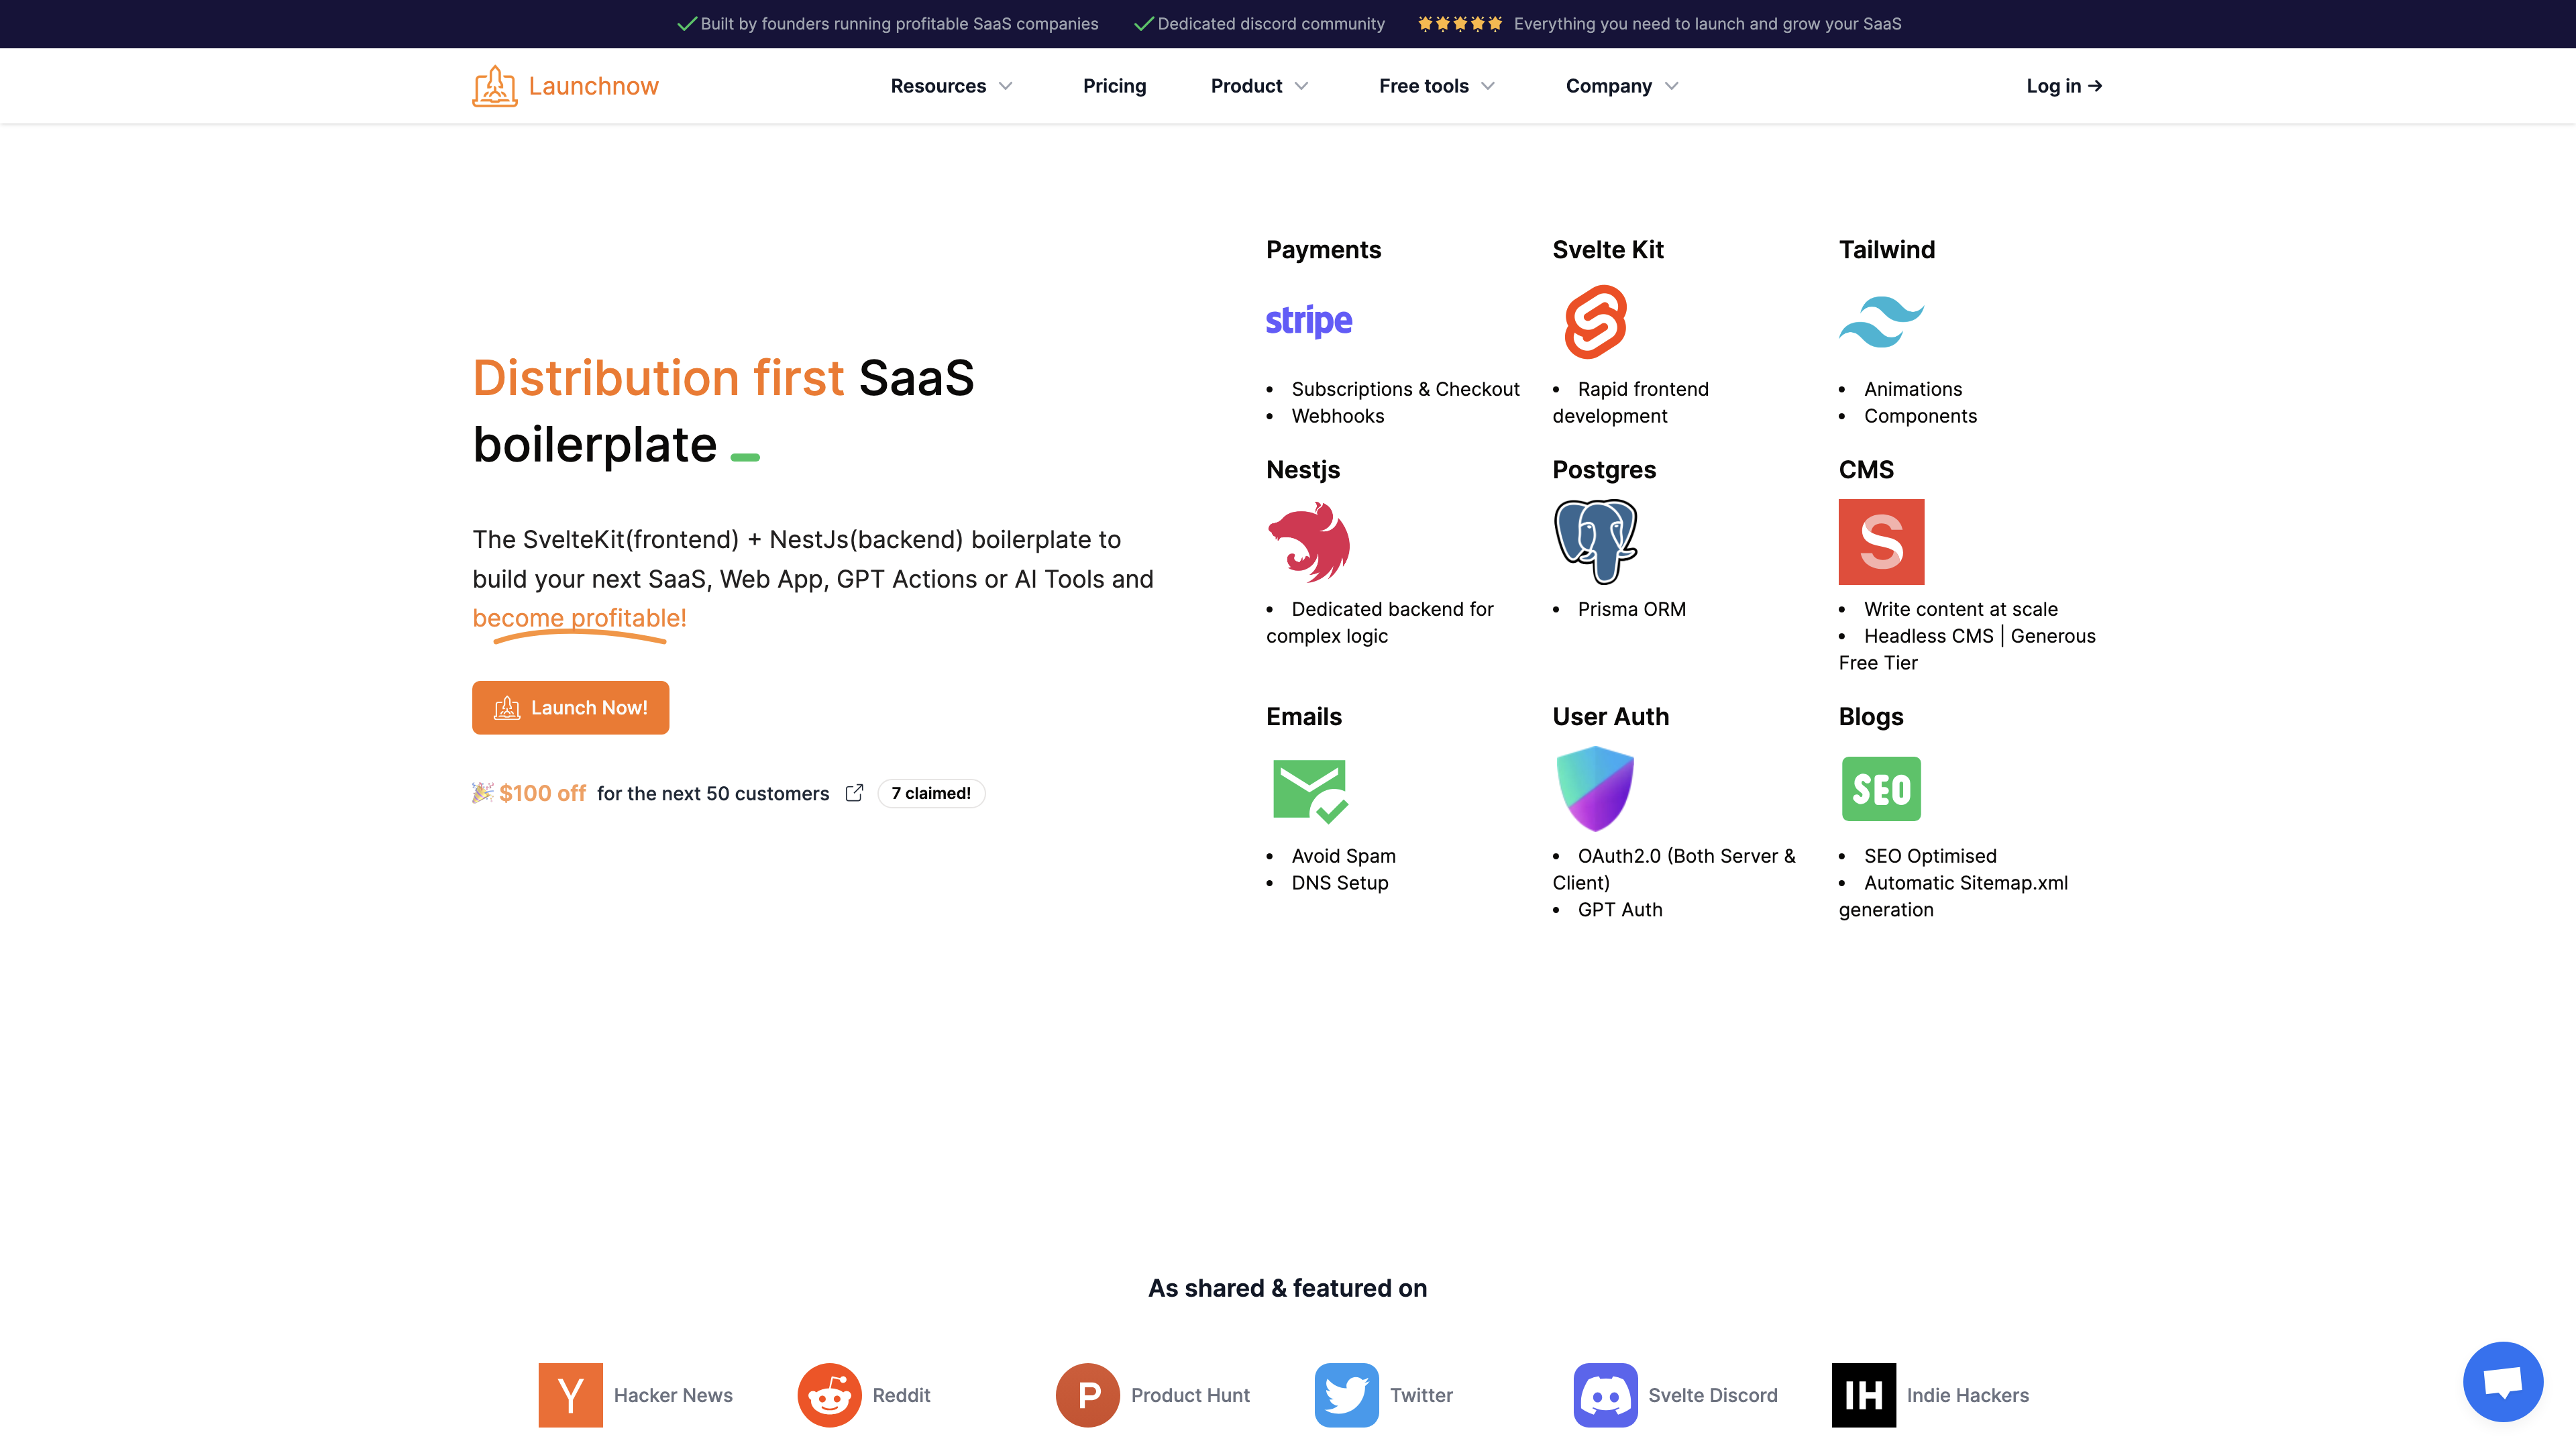 Built by founders running profitable SaaS companies
Dedicated discord community
Everything you need to launch and grow your SaaS
Launchnow
Resources
Pricing
Product
Free tools
Company
Log in →
Distribution first SaaS
boilerplate
The SvelteKit(frontend) + NestJs(backend) boilerplate to
build your next SaaS, Web App, GPT Actions or AI Tools and
become profitable!
Launch Now!
$100 off for the next 50 customers
7 claimed!
Payments
stripe
• Subscriptions & Checkout
• Webhooks
Svelte Kit
• Rapid frontend
development
Tailwind
• Animations
• Components
Nestjs
• Dedicated backend for
complex logic
Postgres
• Prisma ORM
CMS
S
• Write content at scale
• Headless CMS | Generous
Free Tier
Emails
• Avoid Spam
• DNS Setup
User Auth
• OAuth2.0 (Both Server &
Client)
• GPT Auth
Blogs
SEO
• SEO Optimised
• Automatic Sitemap.xml
generation
As shared & featured on
Y Hacker News
Reddit
P Product Hunt
Twitter
Svelte Discord
IH Indie Hackers